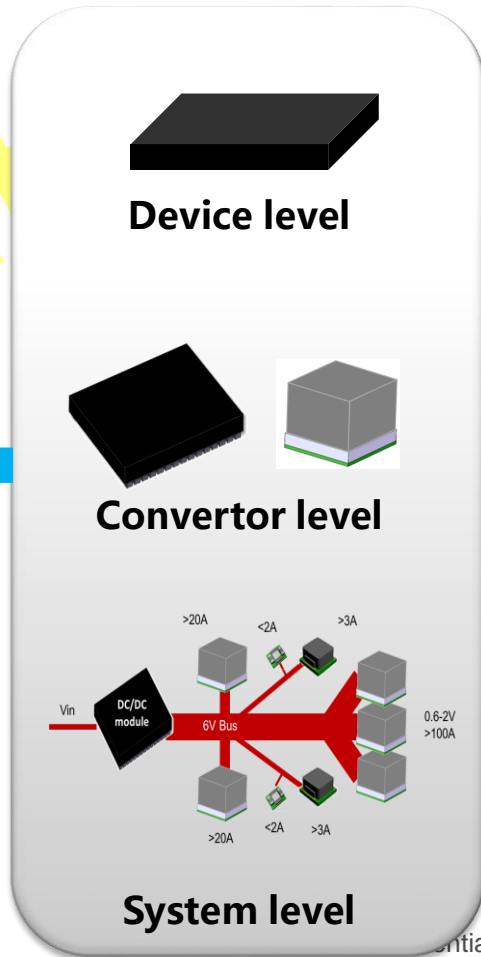 Device level
Convertor level
>20A
<2A
>3A
Vin
DC/DC
module
6V Bus
0.6-2V
>100A
>20A
<2A
>3A
System level